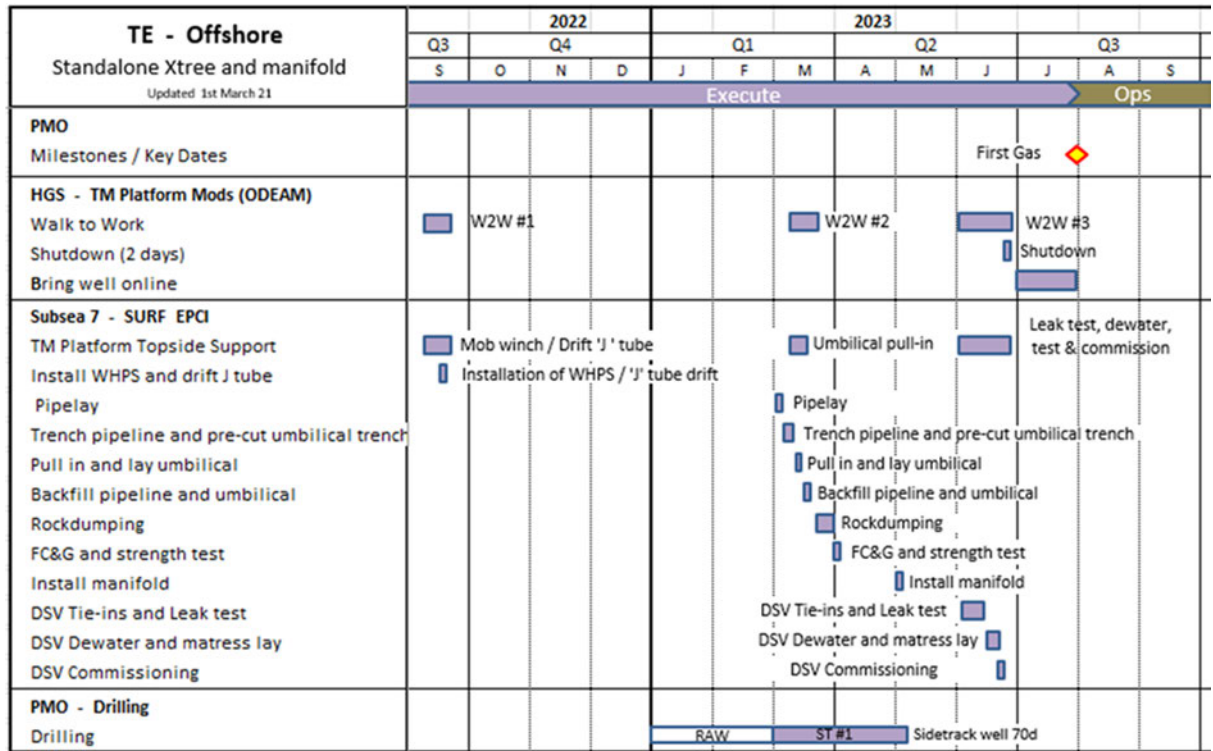 TE - Offshore
Standalone Xtree and manifold
Updated 1st March 21
2022 2023
Q3 Q4 Q1 Q2 Q3
S O N D J F M A M J J A S
Execute Ops
PMO
Milestones / Key Dates First Gas
HGS - TM Platform Mods (ODEAM)
Walk to Work W2W #1 W2W #2 W2W #3
Shutdown (2 days) Shutdown
Bring well online
Subsea 7 - SURF EPCI
TM Platform Topside Support Mob winch / Drift 'J ' tube Umbilical pull-in Leak test, dewater,
test & commission
Install WHPS and drift J tube Installation of WHPS / 'J' tube drift
Pipelay Pipelay
Trench pipeline and pre-cut umbilical trench Trench pipeline and pre-cut umbilical trench
Pull in and lay umbilical Pull in and lay umbilical
Backfill pipeline and umbilical Backfill pipeline and umbilical
Rockdumping Rockdumping
FC&G and strength test FC&G and strength test
Install manifold Install manifold
DSV Tie-ins and Leak test DSV Tie-ins and Leak test
DSV Dewater and matress lay DSV Dewater and matress lay
DSV Commissioning DSV Commissioning
PMO - Drilling
Drilling RAW ST #1 Sidetrack well 70d